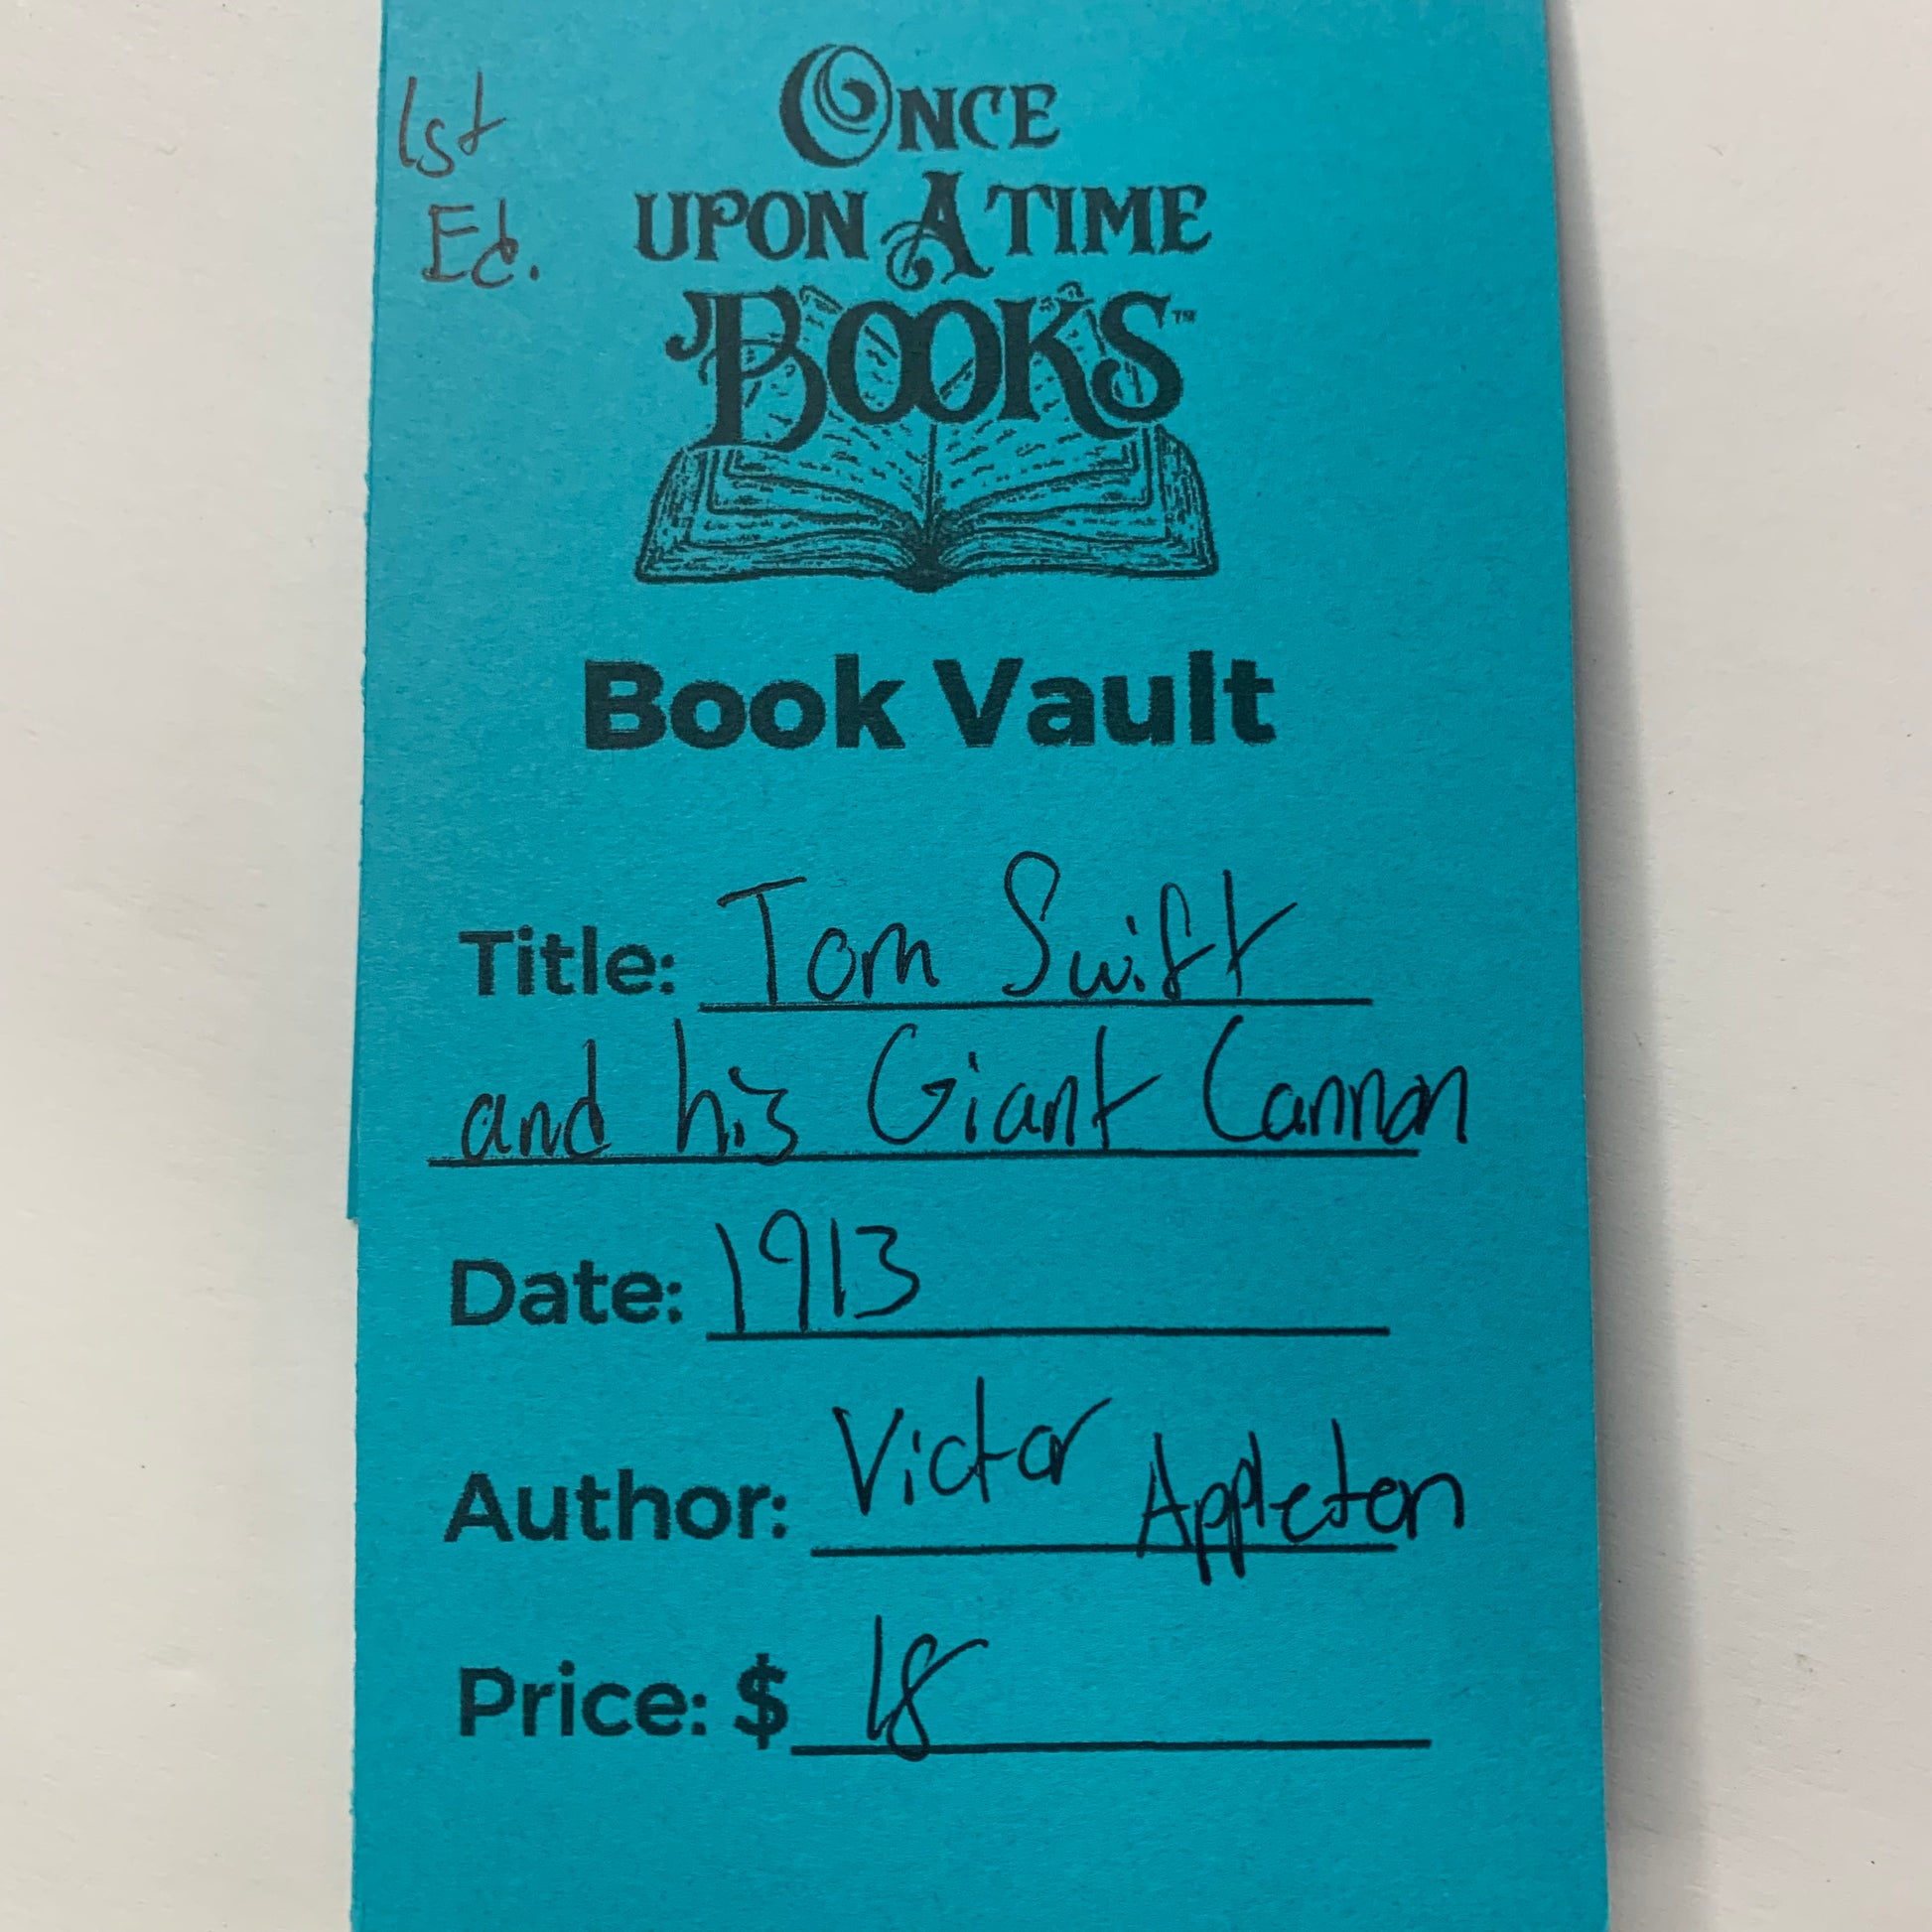 1st
Ed.
ONCE
UPON A TIME
BOOKS™
Book Vault
Title: Tom Swift
and his Giant Cannon
Date: 1913
Author: Victor Appleton
Price: $ 18